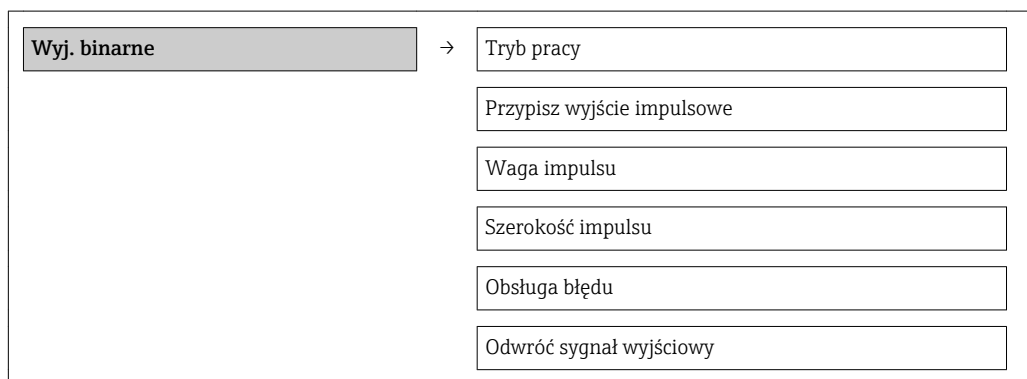 Wyj. binarne → Tryb pracy
Przypisz wyjście impulsowe
Waga impulsu
Szerokość impulsu
Obsługa błędu
Odwróć sygnał wyjściowy